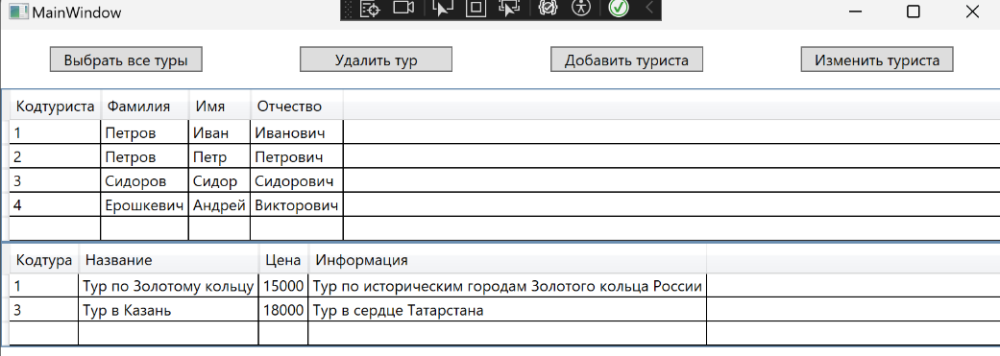 MainWindow
Выбрать все туры Удалить тур Добавить туриста Изменить туриста
Кодтуриста Фамилия Имя Отчество
1 Петров Иван Иванович
2 Петров Петр Петрович
3 Сидоров Сидор Сидорович
4 Ерошкевич Андрей Викторович
Кодтура Название Цена Информация
1 Тур по Золотому кольцу 15000 Тур по историческим городам Золотого кольца России
3 Тур в Казань 18000 Тур в сердце Татарстана